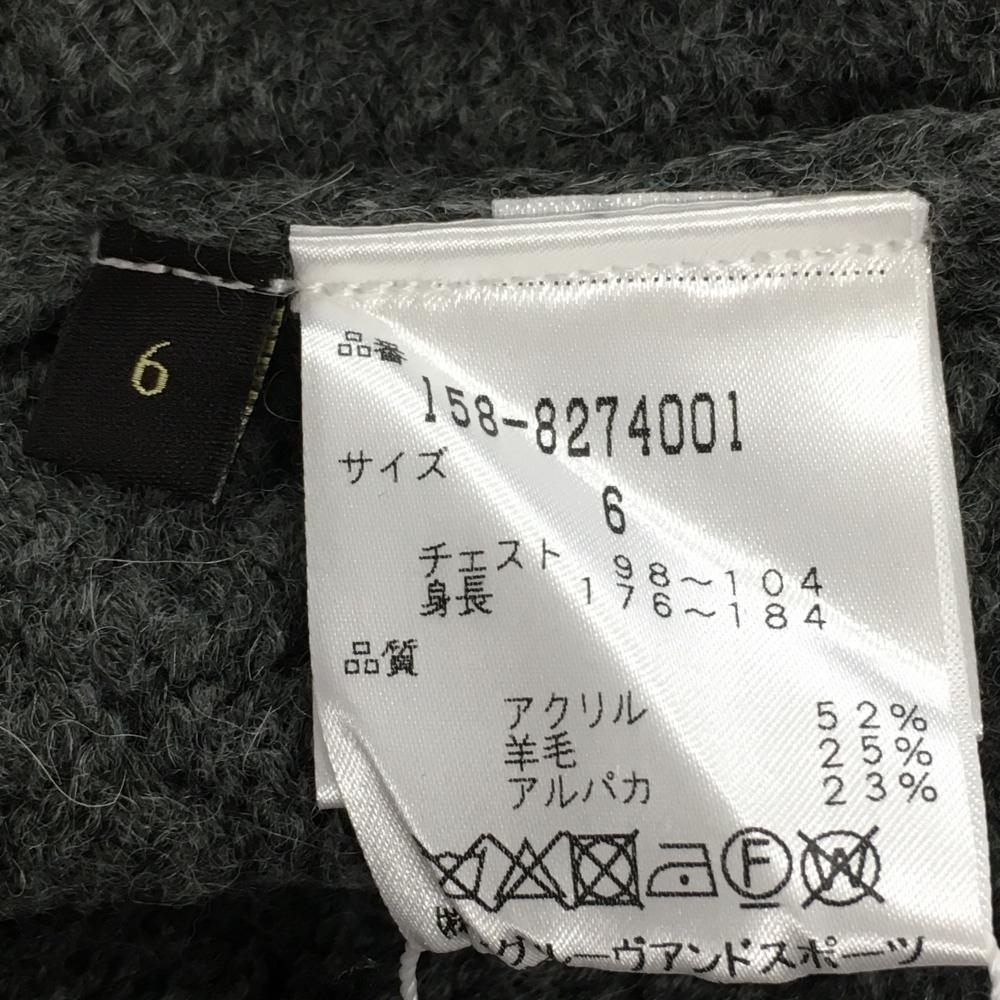 6
品番
158-8274001
サイズ
6
チェスト 98～104
身長 176～184
品質
アクリル 52%
羊毛 25%
アルパカ 23%
F W
㈱グレーヴアンドスポーツ